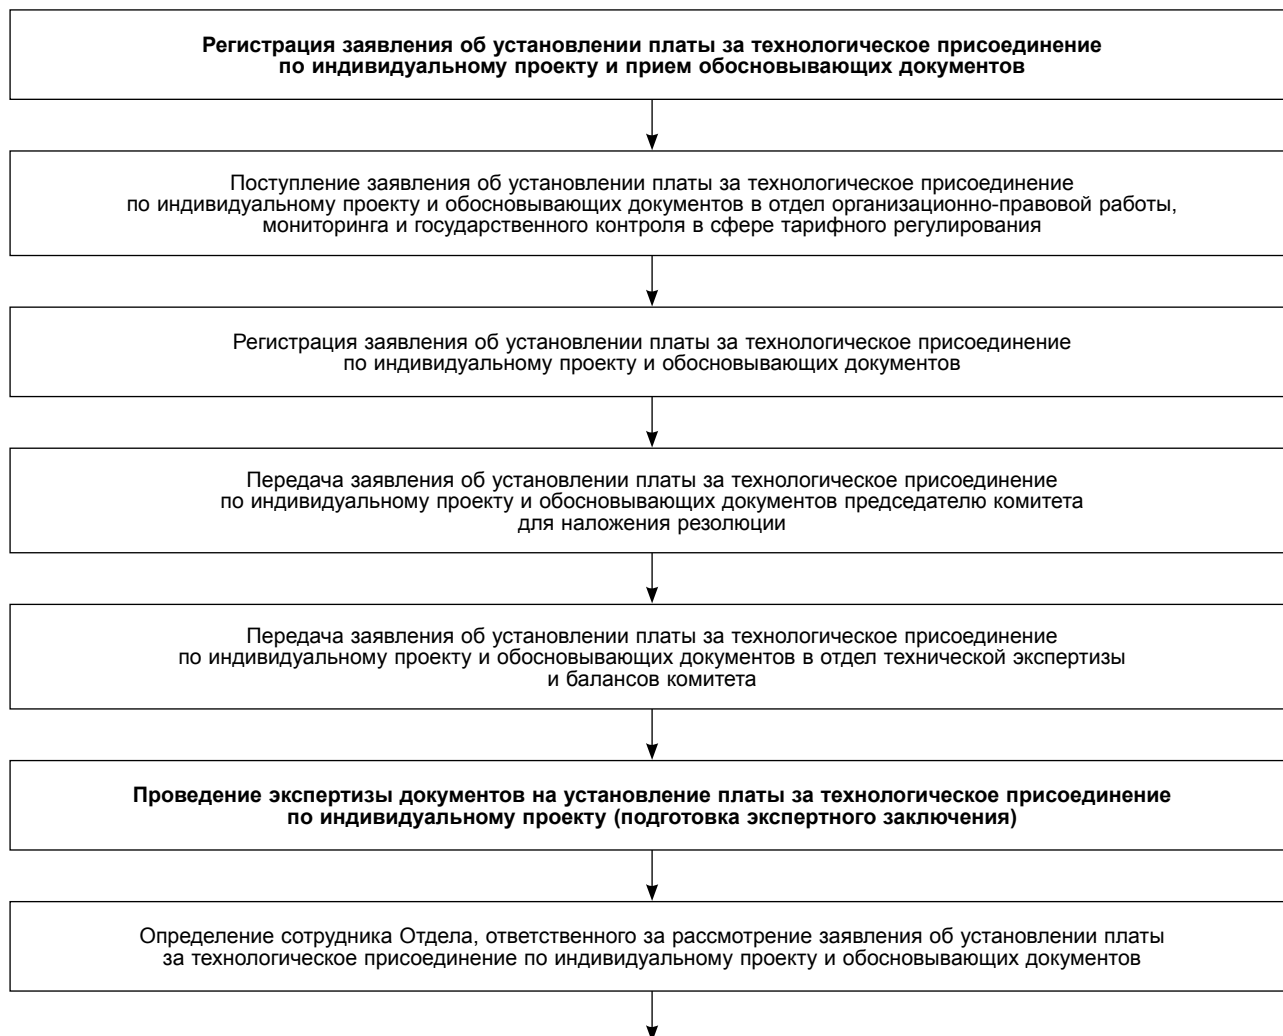 Регистрация заявления об установлении платы за технологическое присоединение
по индивидуальному проекту и прием обосновывающих документов
Поступление заявления об установлении платы за технологическое присоединение
по индивидуальному проекту и обосновывающих документов в отдел организационно-правовой работы,
мониторинга и государственного контроля в сфере тарифного регулирования
Регистрация заявления об установлении платы за технологическое присоединение
по индивидуальному проекту и обосновывающих документов
Передача заявления об установлении платы за технологическое присоединение
по индивидуальному проекту и обосновывающих документов председателю комитета
для наложения резолюции
Передача заявления об установлении платы за технологическое присоединение
по индивидуальному проекту и обосновывающих документов в отдел технической экспертизы
и балансов комитета
Проведение экспертизы документов на установление платы за технологическое присоединение
по индивидуальному проекту (подготовка экспертного заключения)
Определение сотрудника Отдела, ответственного за рассмотрение заявления об установлении платы
за технологическое присоединение по индивидуальному проекту и обосновывающих документов